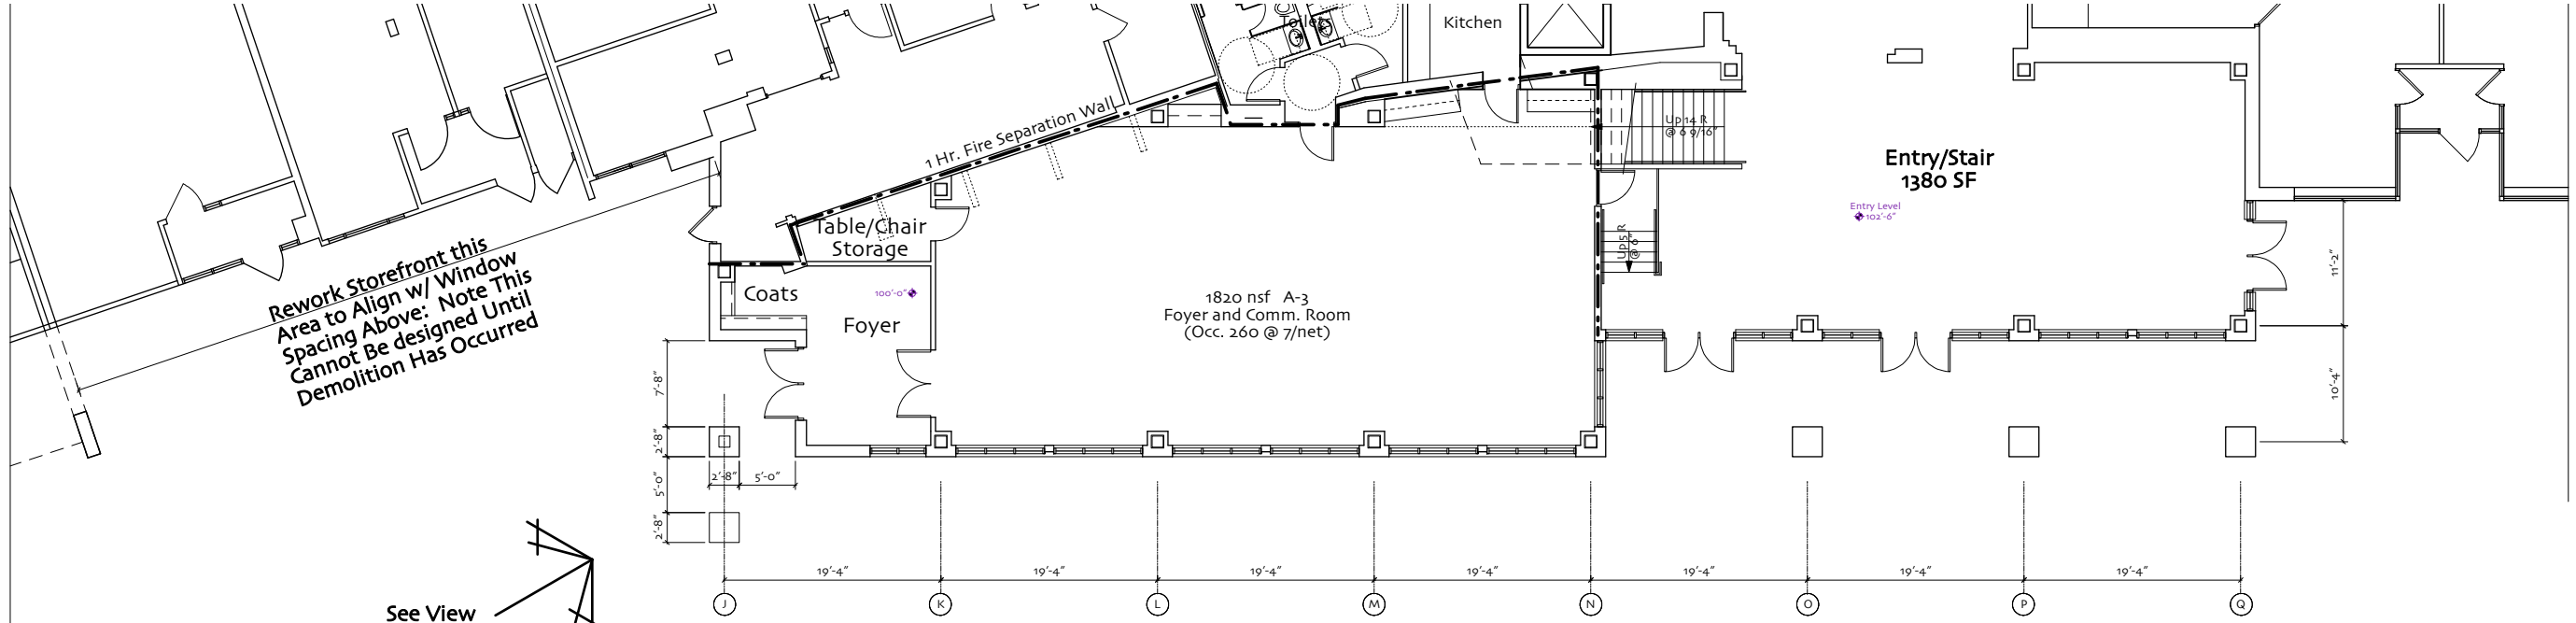 Toilets
Kitchen
1 Hr. Fire Separation Wall
Up 14 R
@ 6 9/16"
Entry/Stair
1380 SF
Entry Level
102'-6"
Table/Chair
Storage
Up 5 R
@ 6"
Rework Storefront this
Area to Align w/ Window
Spacing Above: Note This
Cannot Be designed Until
Demolition Has Occurred
Coats
100'-0"
Foyer
1820 nsf A-3
Foyer and Comm. Room
(Occ. 260 @ 7/net)
11'-2"
10'-4"
7'-8"
2'-8"
5'-0"
2'-8"
2'-8"
5'-0"
19'-4"
19'-4"
19'-4"
19'-4"
19'-4"
19'-4"
19'-4"
J
K
L
M
N
O
P
Q
See View